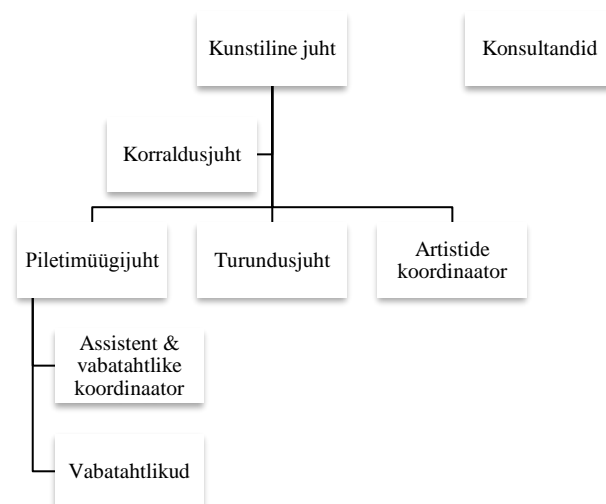 Kunstiline juht
Konsultandid
Korraldusjuht
Piletimüügijuht
Turundusjuht
Artistide
koordinaator
Assistent &
vabatahtlike
koordinaator
Vabatahtlikud